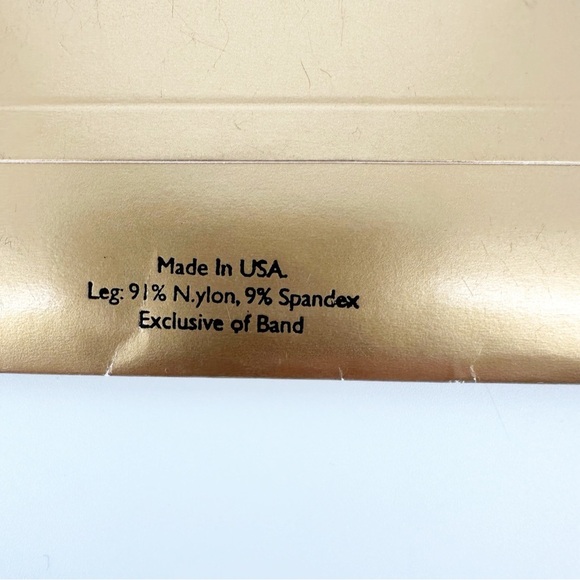 Made In USA.
Leg: 91% N.ylon, 9% Spandex
Exclusive of Band